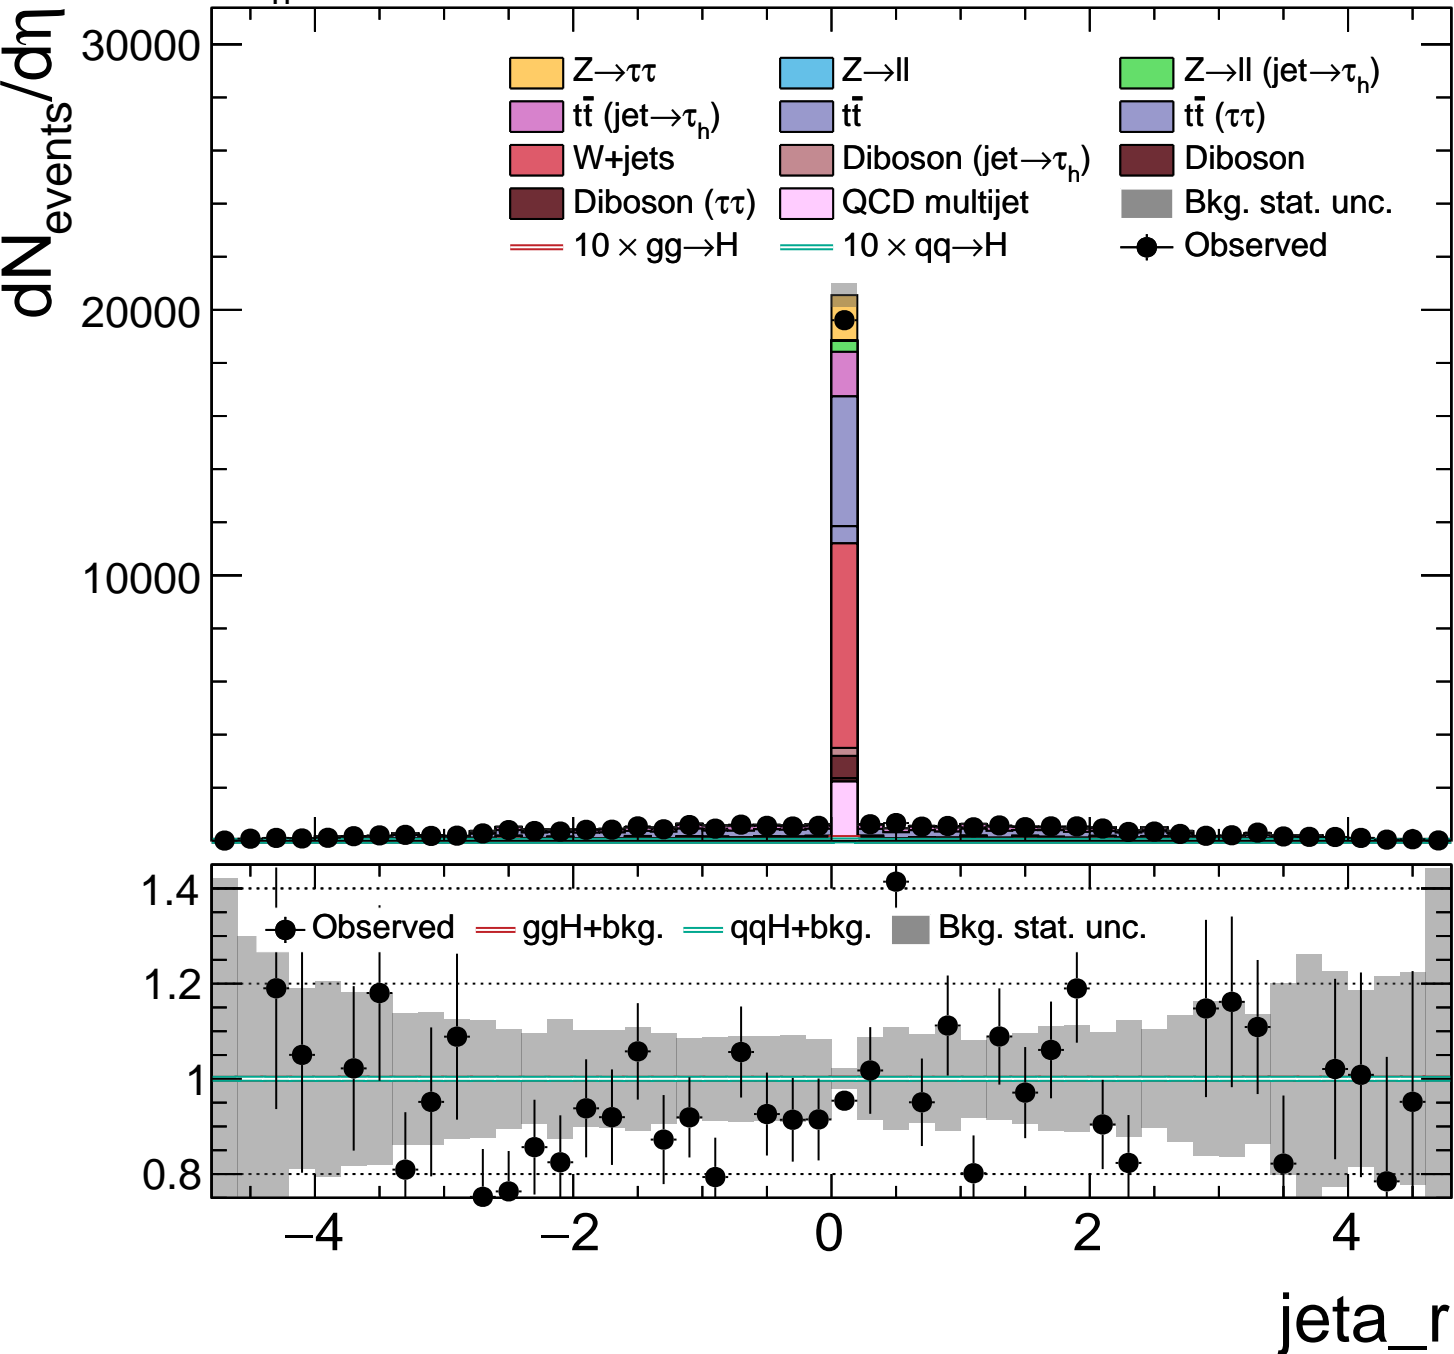 dN_events/dη
30000
20000
10000
Z→ττ Z→ll Z→ll (jet→τ_h)
tt̄ (jet→τ_h) tt̄ tt̄ (ττ)
W+jets Diboson (jet→τ_h) Diboson
Diboson (ττ) QCD multijet Bkg. stat. unc.
10 × gg→H 10 × qq→H Observed
1.4
1.2
1
0.8
Observed ggH+bkg. qqH+bkg. Bkg. stat. unc.
−4 −2 0 2 4
jeta_r